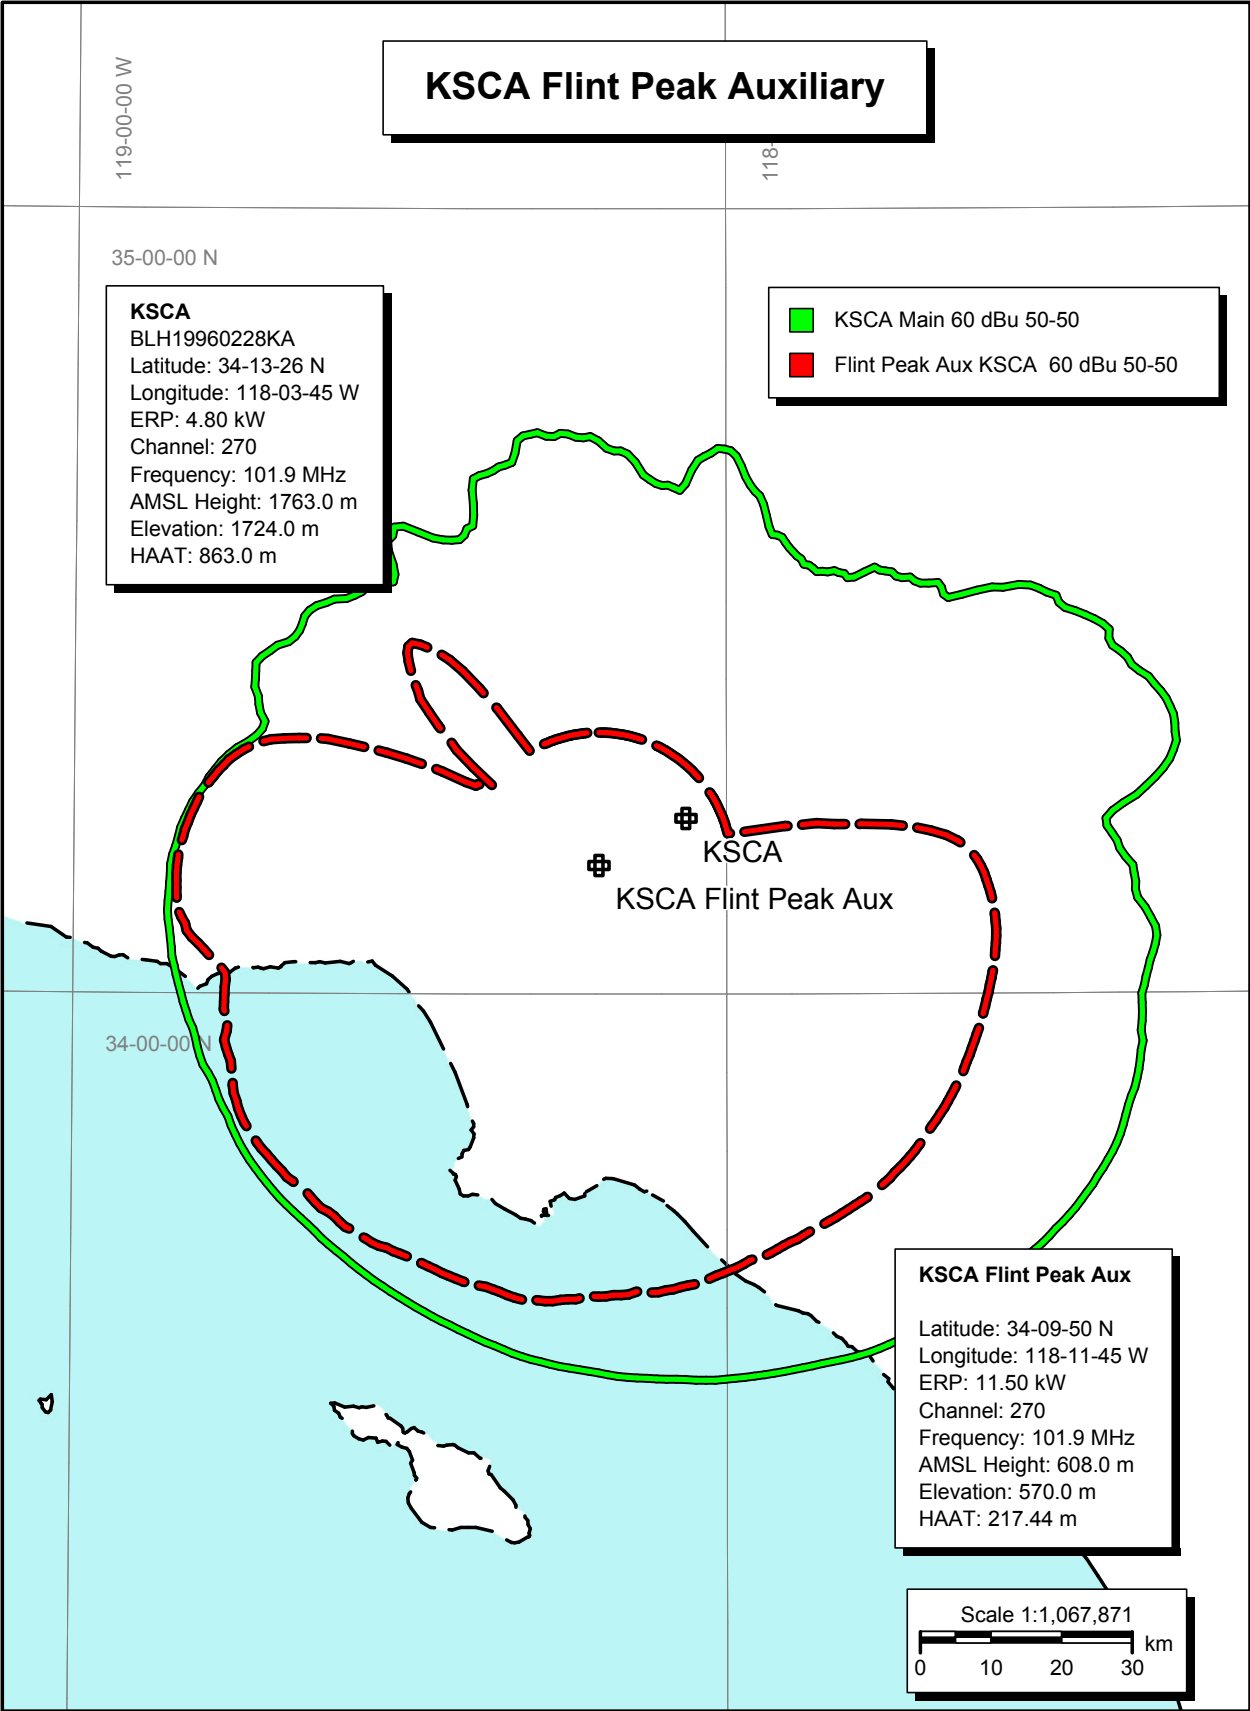 KSCA Flint Peak Auxiliary
119-00-00 W
118-
35-00-00 N
KSCA
BLH19960228KA
Latitude: 34-13-26 N
Longitude: 118-03-45 W
ERP: 4.80 kW
Channel: 270
Frequency: 101.9 MHz
AMSL Height: 1763.0 m
Elevation: 1724.0 m
HAAT: 863.0 m
KSCA Main 60 dBu 50-50
Flint Peak Aux KSCA  60 dBu 50-50
KSCA
KSCA Flint Peak Aux
34-00-00 N
KSCA Flint Peak Aux
Latitude: 34-09-50 N
Longitude: 118-11-45 W
ERP: 11.50 kW
Channel: 270
Frequency: 101.9 MHz
AMSL Height: 608.0 m
Elevation: 570.0 m
HAAT: 217.44 m
Scale 1:1,067,871
km
0 10 20 30